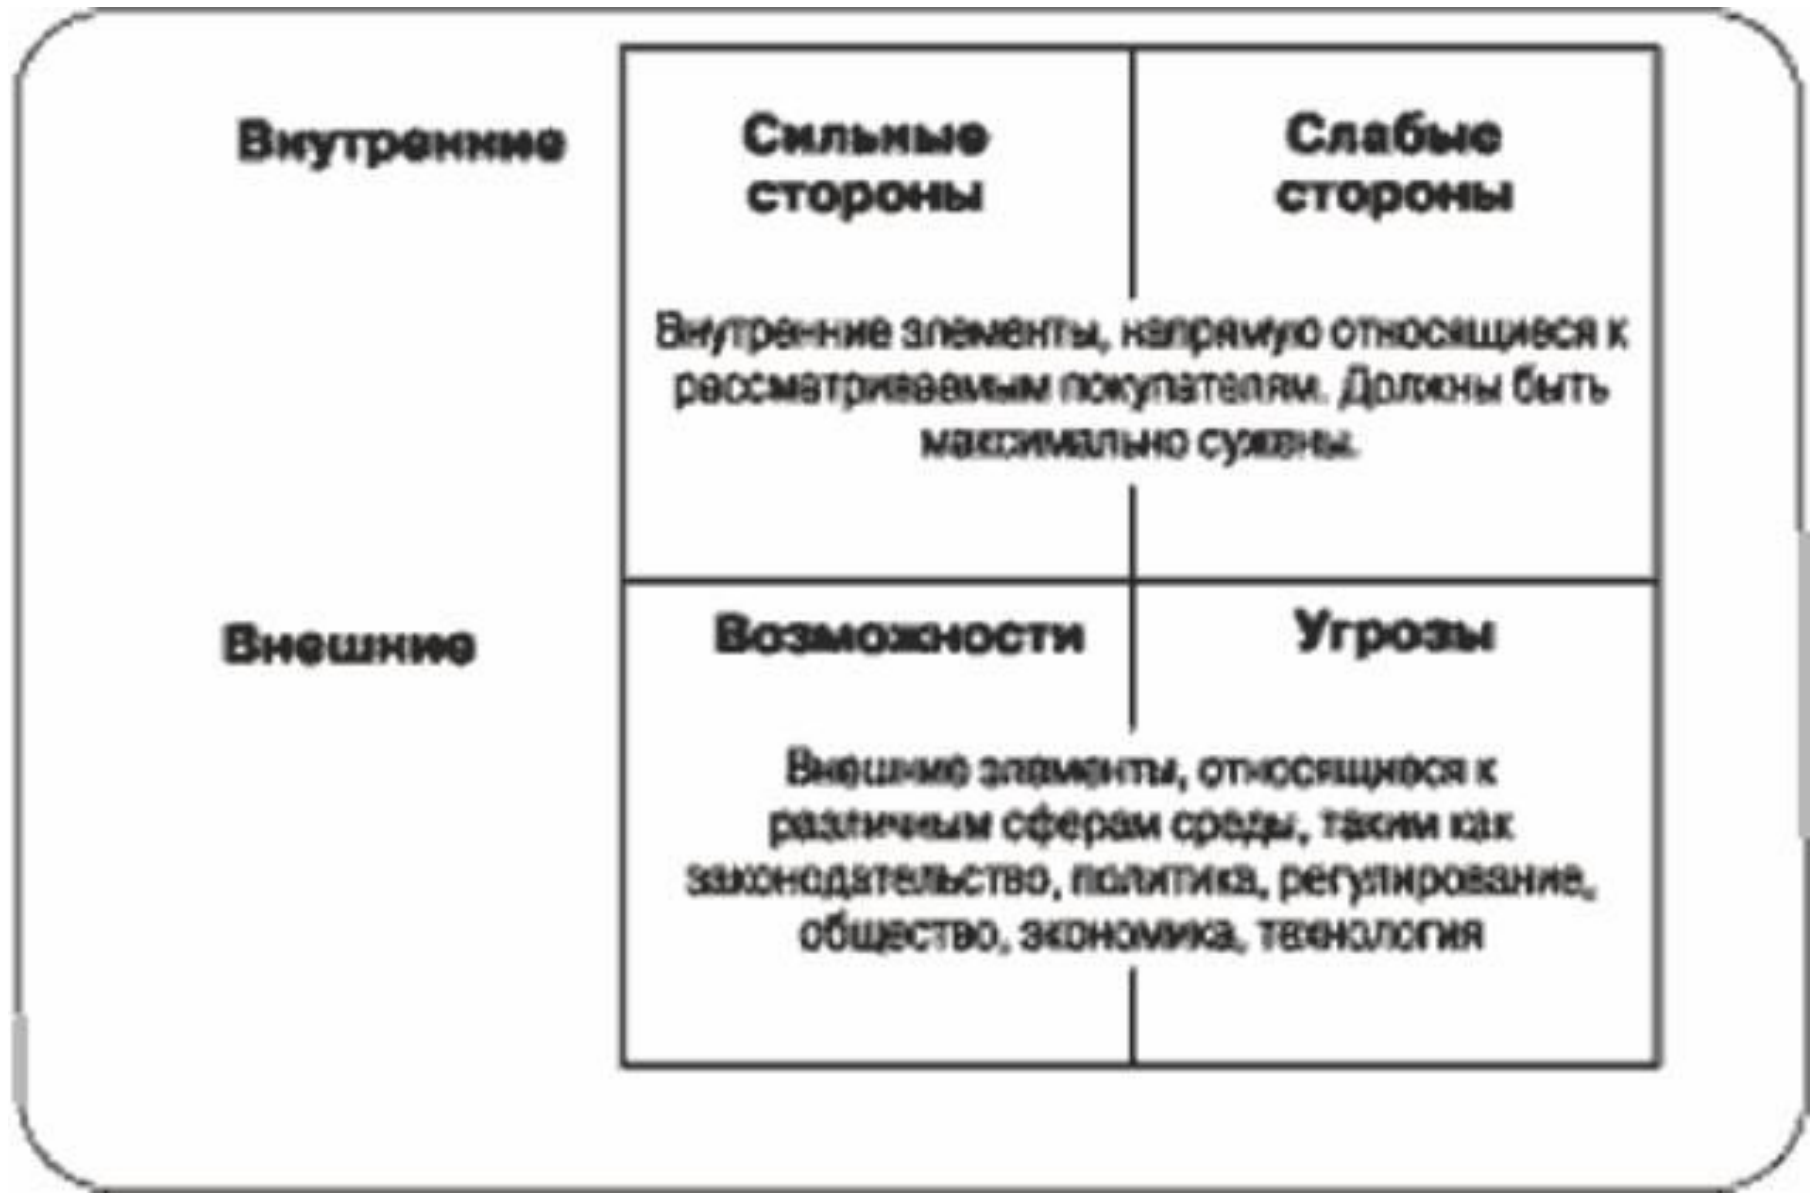 Внутренние
Сильные
стороны
Слабые
стороны
Внутренние элементы, напрямую относящиеся к
рассматриваемым покупателям. Должны быть
максимально сужены.
Внешние
Возможности
Угрозы
Внешние элементы, относящиеся к
различным сферам среды, таким как
законодательство, политика, регулирование,
общество, экономика, технология